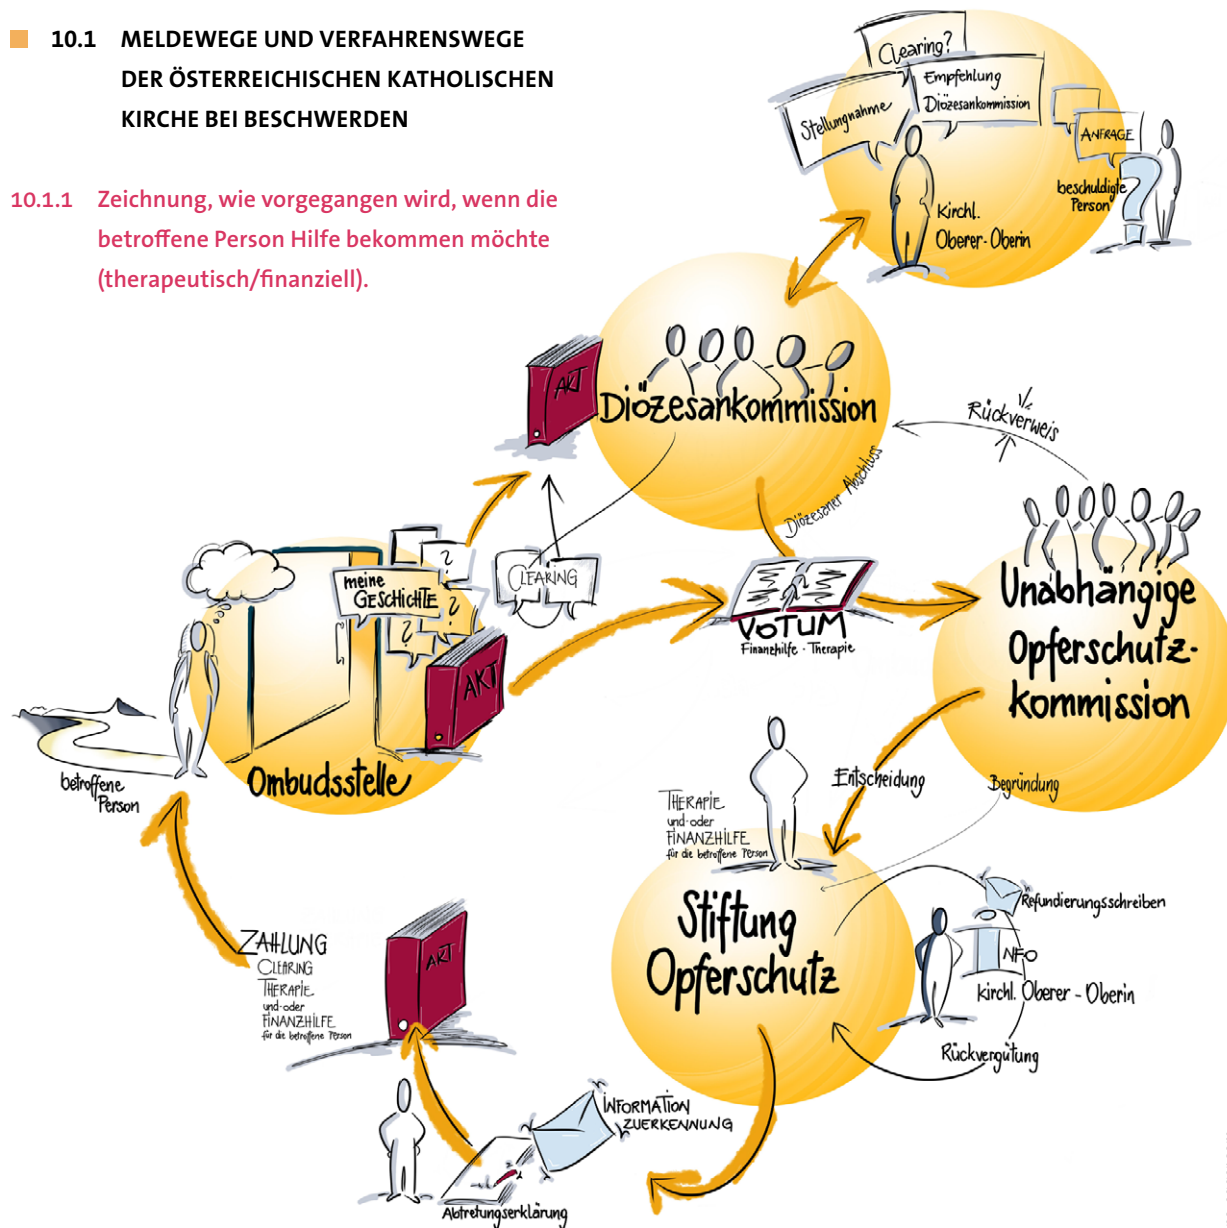 10.1 MELDEWEGE UND VERFAHRENSWEGE
DER ÖSTERREICHISCHEN KATHOLISCHEN
KIRCHE BEI BESCHWERDEN
10.1.1 Zeichnung, wie vorgegangen wird, wenn die
betroffene Person Hilfe bekommen möchte
(therapeutisch/finanziell).
Clearing?
Empfehlung
Diözesankommission
Stellungnahme
ANFRAGE
beschuldigte
Person
?
Kirchl.
Oberer-Oberin
AKT
Diözesankommission
Rückverweis
Diözesaner Abschluss
meine
GESCHICHTE
?
?
?
CLEARING
AKT
VOTUM
Finanzhilfe - Therapie
Unabhängige
Opferschutz-
kommission
betroffene
Person
Ombudsstelle
Entscheidung
Begründung
THERAPIE
und-oder
FINANZHILFE
für die betroffene Person
Stiftung
Opferschutz
Refundierungsschreiben
INFO
kirchl. Oberer - Oberin
Rückvergütung
ZAHLUNG
CLEARING
THERAPIE
und-oder
FINANZHILFE
für die betroffene Person
AKT
INFORMATION
ZUERKENNUNG
Abtretungserklärung